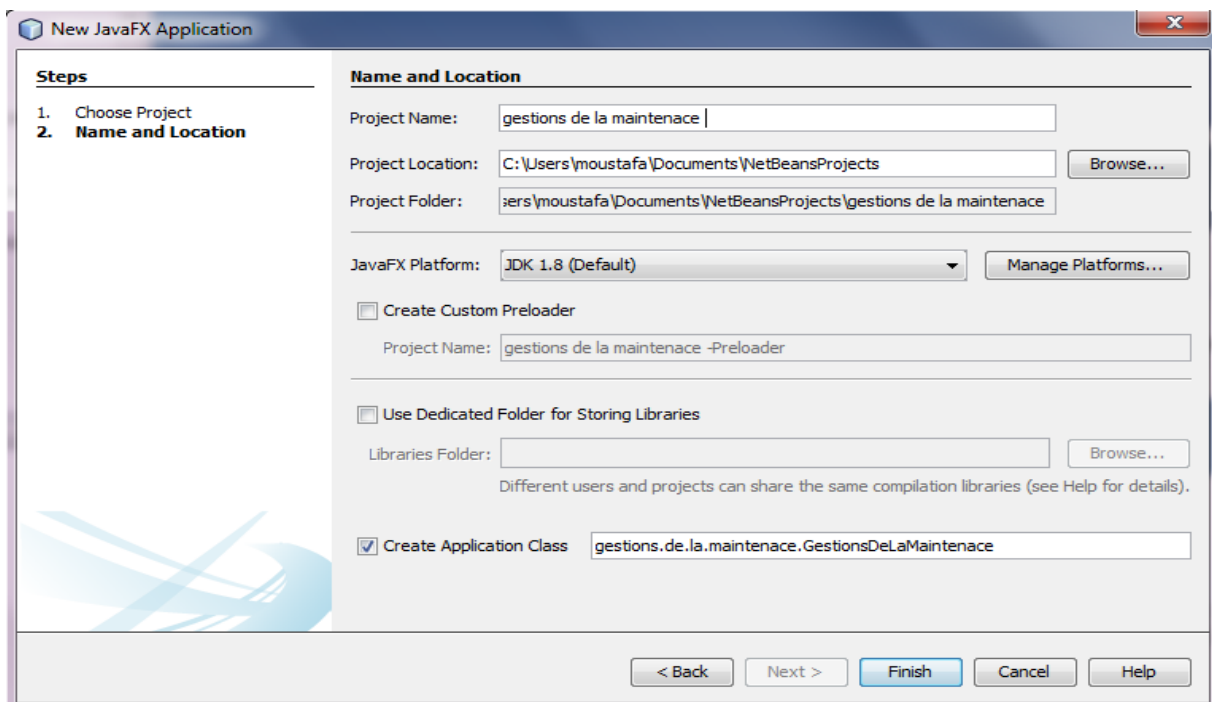 New JavaFX Application
Steps
1. Choose Project
2. Name and Location
Name and Location
Project Name: gestions de la maintenace
Project Location: C:\Users\moustafa\Documents\NetBeansProjects Browse...
Project Folder: sers\moustafa\Documents\NetBeansProjects\gestions de la maintenace
JavaFX Platform: JDK 1.8 (Default) Manage Platforms...
Create Custom Preloader
Project Name: gestions de la maintenace -Preloader
Use Dedicated Folder for Storing Libraries
Libraries Folder: Browse...
Different users and projects can share the same compilation libraries (see Help for details).
Create Application Class gestions.de.la.maintenace.GestionsDeLaMaintenace
< Back Next > Finish Cancel Help